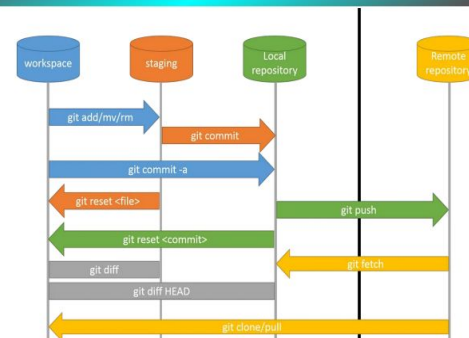 workspace
staging
Local
repository
Remote
repository
git add/mv/rm
git commit
git commit -a
git reset <file>
git push
git reset <commit>
git diff
git fetch
git diff HEAD
git clone/pull